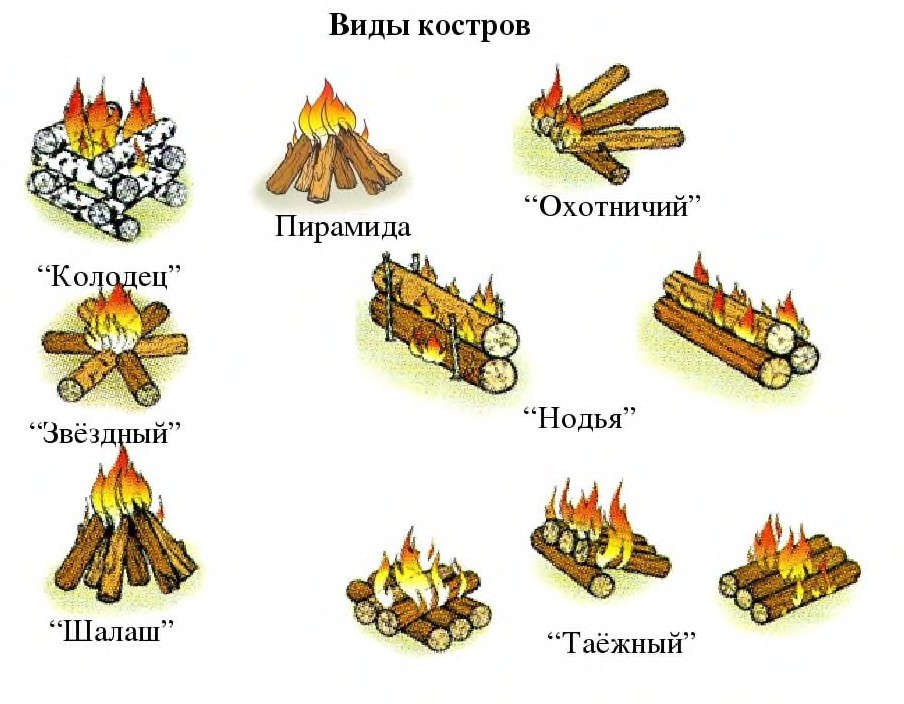 Виды костров
“Колодец”
Пирамида
“Охотничий”
“Звёздный”
“Нодья”
“Шалаш”
“Таёжный”